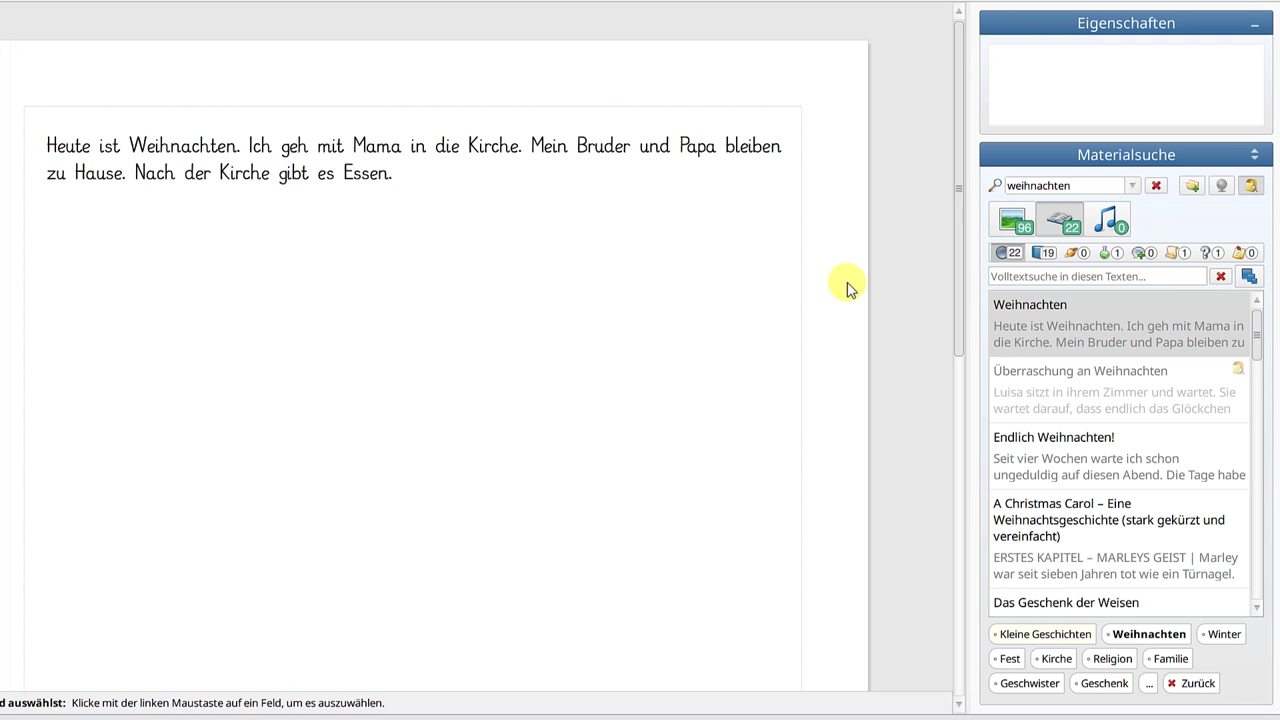 Eigenschaften
Heute ist Weihnachten. Ich geh mit Mama in die Kirche. Mein Bruder und Papa bleiben
zu Hause. Nach der Kirche gibt es Essen.
Materialsuche
weihnachten
96 22 0
22 19 0 1 0 1 1 0
Volltextsuche in diesen Texten...
Weihnachten
Heute ist Weihnachten. Ich geh mit Mama in
die Kirche. Mein Bruder und Papa bleiben zu
Überraschung an Weihnachten
Luisa sitzt in ihrem Zimmer und wartet. Sie
wartet darauf, dass endlich das Glöckchen
Endlich Weihnachten!
Seit vier Wochen warte ich schon
ungeduldig auf diesen Abend. Die Tage habe
A Christmas Carol – Eine
Weihnachtsgeschichte (stark gekürzt und
vereinfacht)
ERSTES KAPITEL – MARLEYS GEIST | Marley
war seit sieben Jahren tot wie ein Türnagel.
Das Geschenk der Weisen
Kleine Geschichten Weihnachten Winter
Fest Kirche Religion Familie
Geschwister Geschenk ... Zurück
d auswählst: Klicke mit der linken Maustaste auf ein Feld, um es auszuwählen.